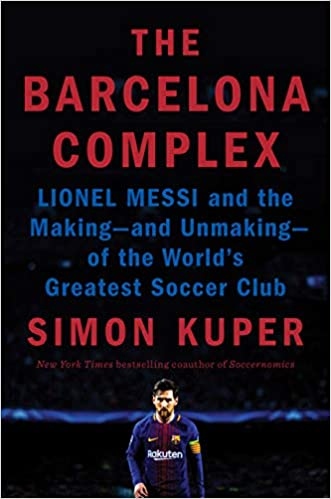 THE
BARCELONA
COMPLEX
LIONEL MESSI and the
Making—and Unmaking—
of the World's
Greatest Soccer Club
SIMON KUPER
New York Times bestselling coauthor of Soccernomics
Rakuten